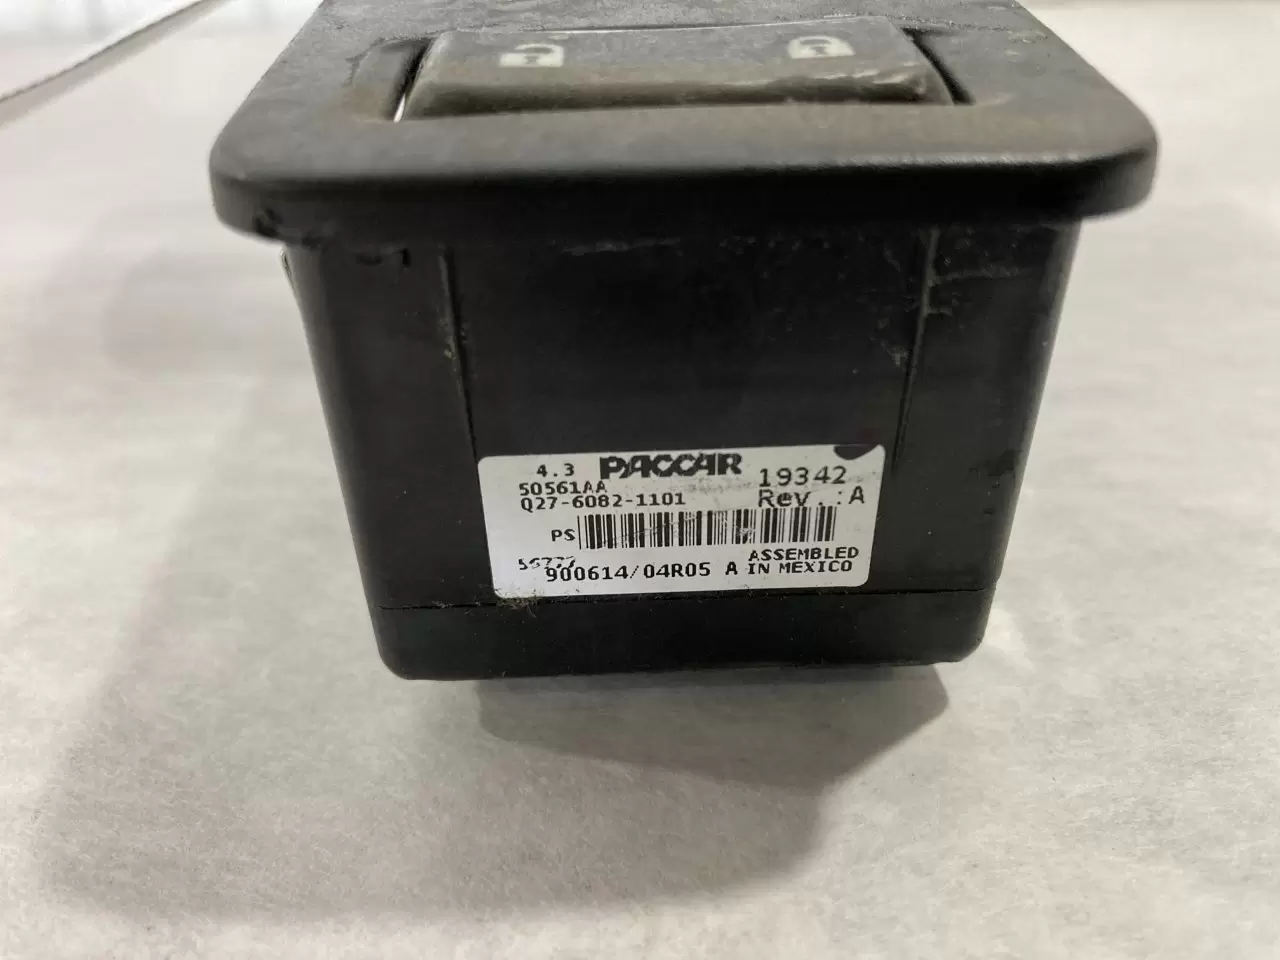 4.3 PACCAR 19342
50561AA
Q27-6082-1101 Rev.:A
PS
ASSEMBLED
900614/04R05 A IN MEXICO